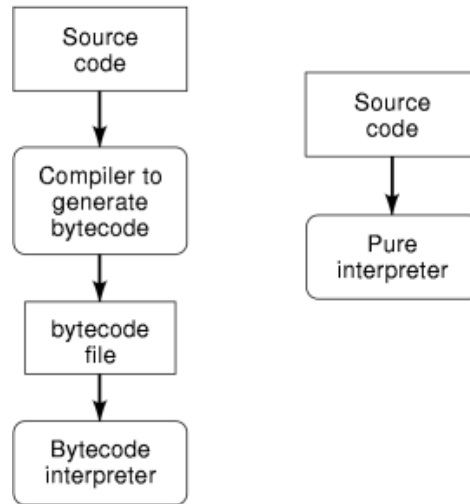 Source
code
Compiler to
generate
bytecode
bytecode
file
Bytecode
interpreter
Source
code
Pure
interpreter